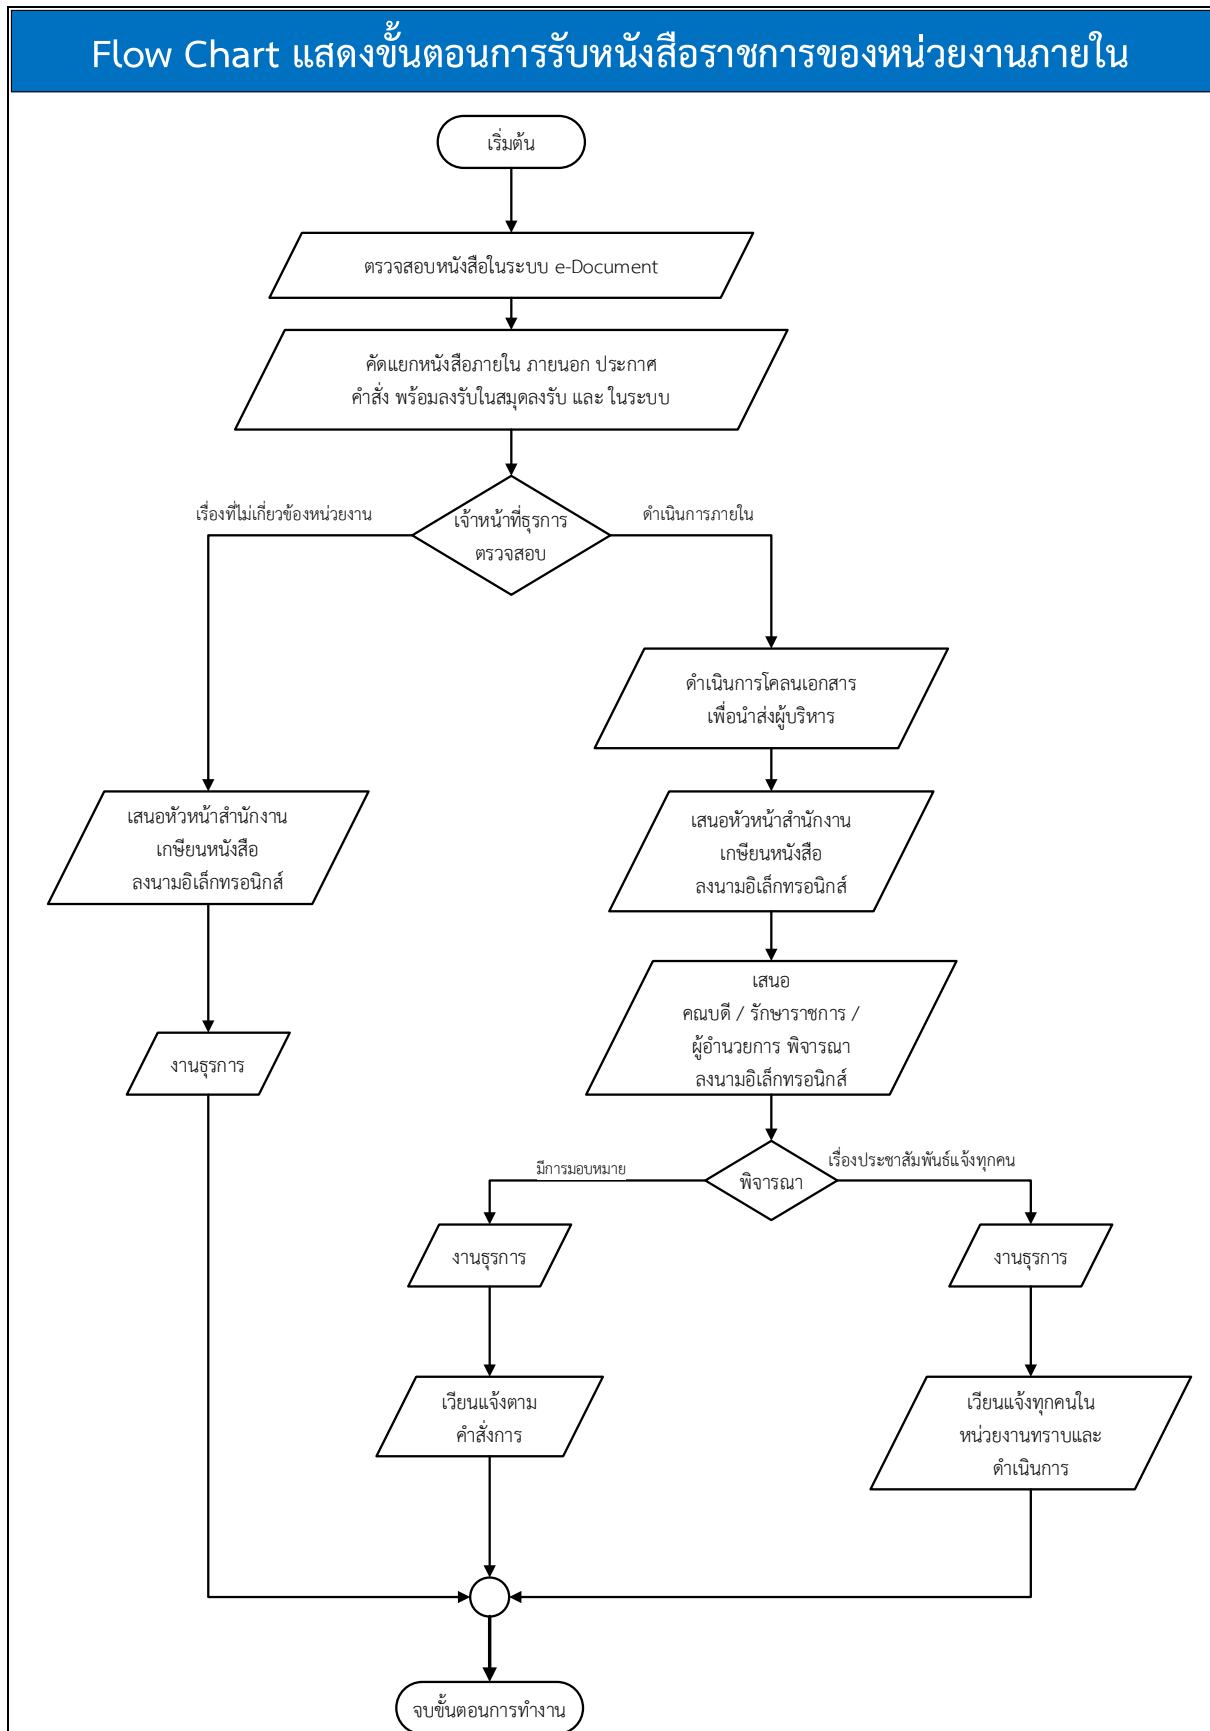 Flow Chart แสดงขั้นตอนการรับหนังสือราชการของหน่วยงานภายใน
เริ่มต้น
ตรวจสอบหนังสือในระบบ e-Document
คัดแยกหนังสือภายใน ภายนอก ประกาศ
คำสั่ง พร้อมลงรับในสมุดลงรับ และ ในระบบ
เรื่องที่ไม่เกี่ยวข้องหน่วยงาน
เจ้าหน้าที่ธุรการ
ตรวจสอบ
ดำเนินการภายใน
ดำเนินการโคลนเอกสาร
เพื่อนำส่งผู้บริหาร
เสนอหัวหน้าสำนักงาน
เกษียนหนังสือ
ลงนามอิเล็กทรอนิกส์
เสนอหัวหน้าสำนักงาน
เกษียนหนังสือ
ลงนามอิเล็กทรอนิกส์
เสนอ
คณบดี / รักษาราชการ /
ผู้อำนวยการ พิจารณา
ลงนามอิเล็กทรอนิกส์
งานธุรการ
มีการมอบหมาย
พิจารณา
เรื่องประชาสัมพันธ์แจ้งทุกคน
งานธุรการ
งานธุรการ
เวียนแจ้งตาม
คำสั่งการ
เวียนแจ้งทุกคนใน
หน่วยงานทราบและ
ดำเนินการ
จบขั้นตอนการทำงาน